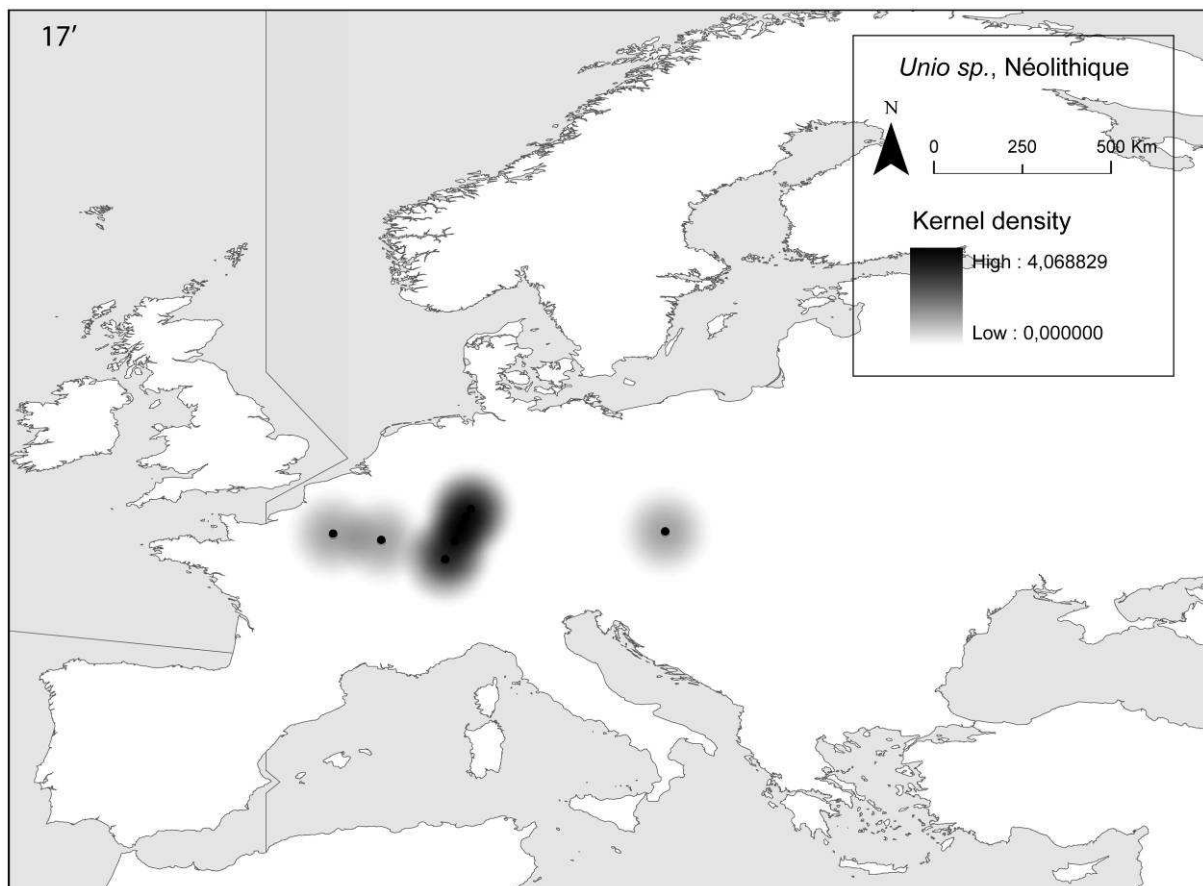 17′
Unio sp., Néolithique
N
0 250 500 Km
Kernel density
High : 4,068829
Low : 0,000000